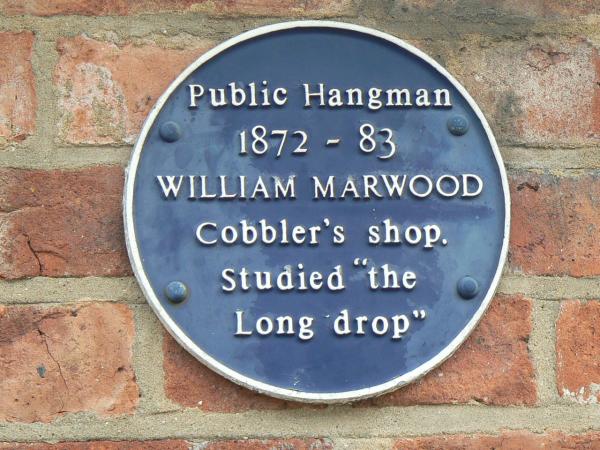 Public Hangman
1872 - 83
WILLIAM MARWOOD
Cobbler's shop.
Studied "the
Long drop"